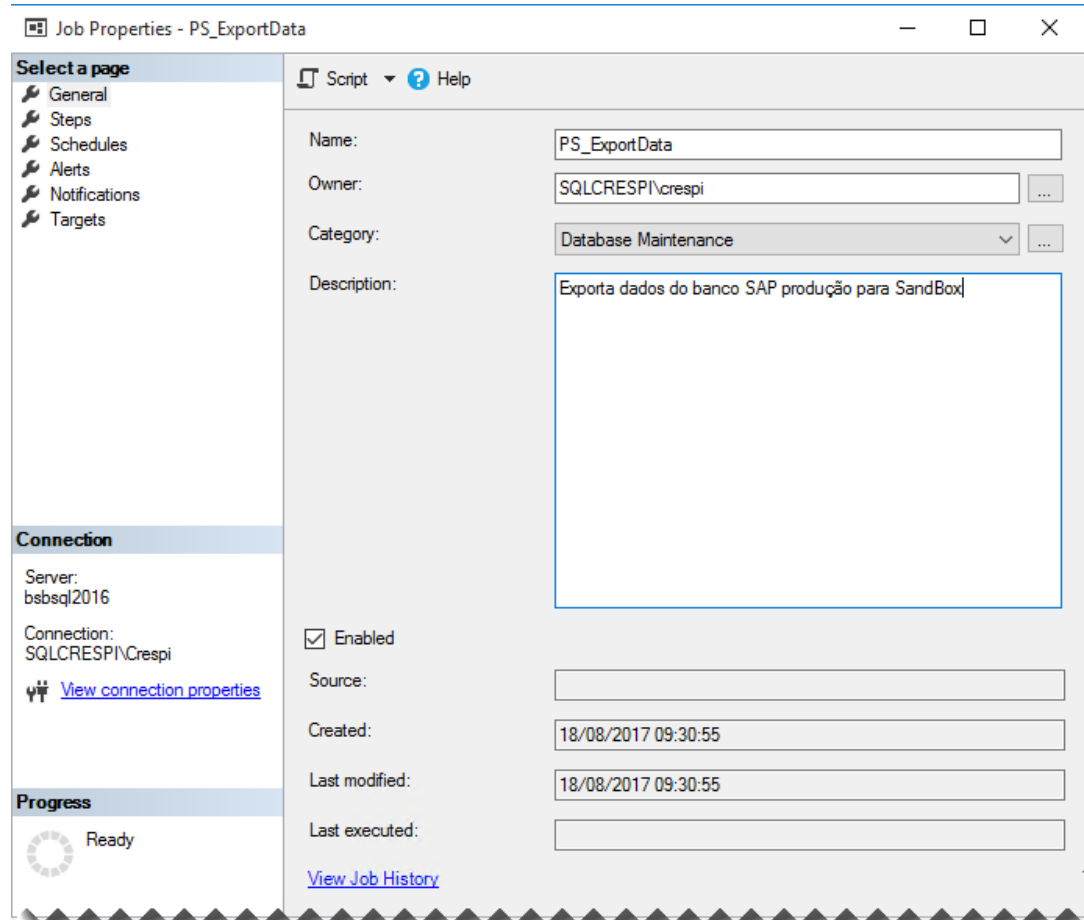 Job Properties - PS_ExportData
Select a page
General
Steps
Schedules
Alerts
Notifications
Targets
Script
Help
Name:
PS_ExportData
Owner:
SQLCRESPI\crespi
...
Category:
Database Maintenance
...
Description:
Exporta dados do banco SAP produção para SandBox
Connection
Server:
bsbsql2016
Connection:
SQLCRESPI\Crespi
View connection properties
Progress
Ready
Enabled
Source:
Created:
18/08/2017 09:30:55
Last modified:
18/08/2017 09:30:55
Last executed:
View Job History